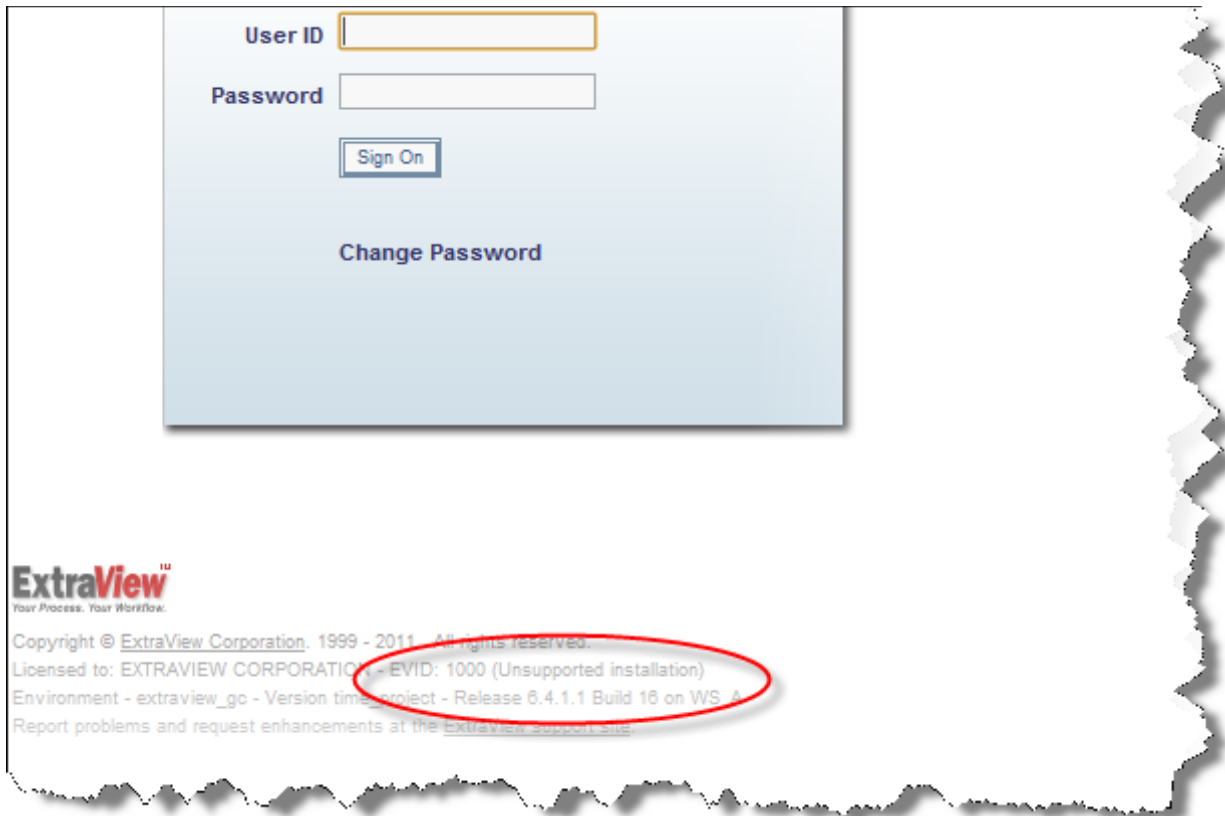 User ID
Password
Sign On
Change Password
ExtraView™
Your Process. Your Workflow.
Copyright © ExtraView Corporation. 1999 - 2011 - All rights reserved.
Licensed to: EXTRAVIEW CORPORATION - EVID: 1000 (Unsupported installation)
Environment - extraview_gc - Version time_project - Release 6.4.1.1 Build 16 on WS_A
Report problems and request enhancements at the ExtraView support site.